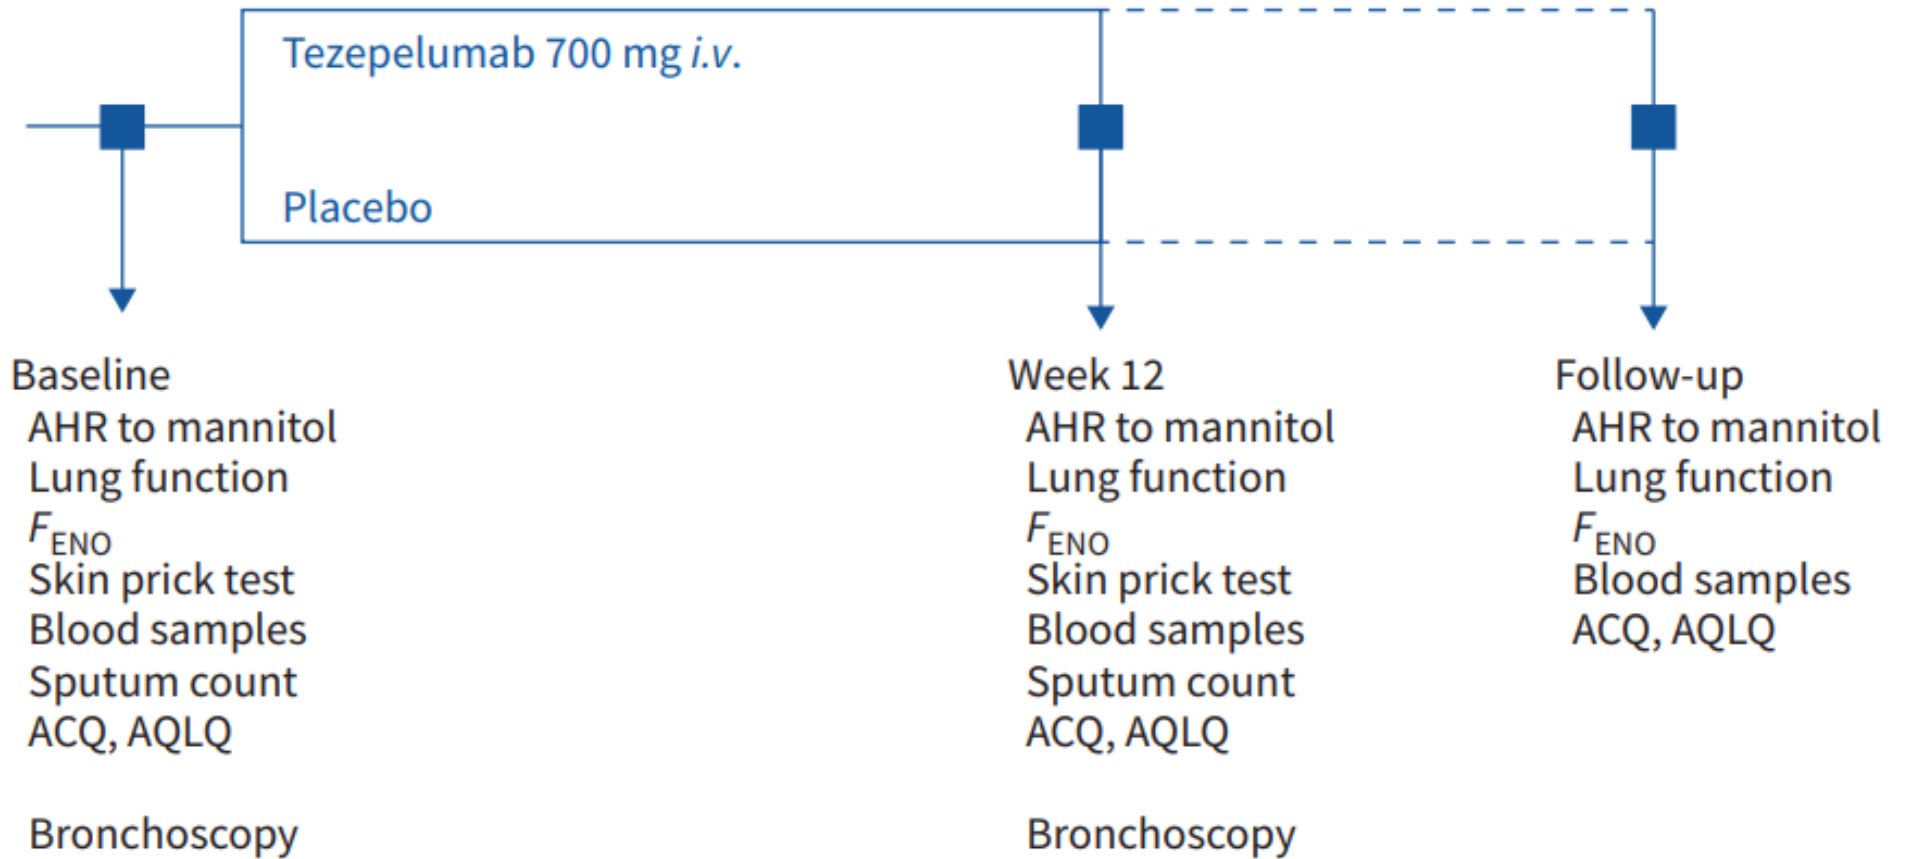 Tezepelumab 700 mg i.v.
Placebo
Baseline
AHR to mannitol
Lung function
FENO
Skin prick test
Blood samples
Sputum count
ACQ, AQLQ
Bronchoscopy
Week 12
AHR to mannitol
Lung function
FENO
Skin prick test
Blood samples
Sputum count
ACQ, AQLQ
Bronchoscopy
Follow-up
AHR to mannitol
Lung function
FENO
Blood samples
ACQ, AQLQ